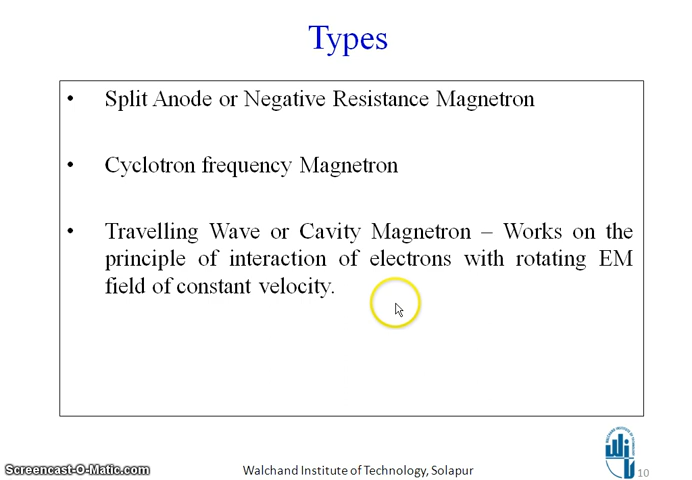 Types
• Split Anode or Negative Resistance Magnetron
• Cyclotron frequency Magnetron
• Travelling Wave or Cavity Magnetron – Works on the
principle of interaction of electrons with rotating EM
field of constant velocity.
Screencast-O-Matic.com
Walchand Institute of Technology, Solapur
10